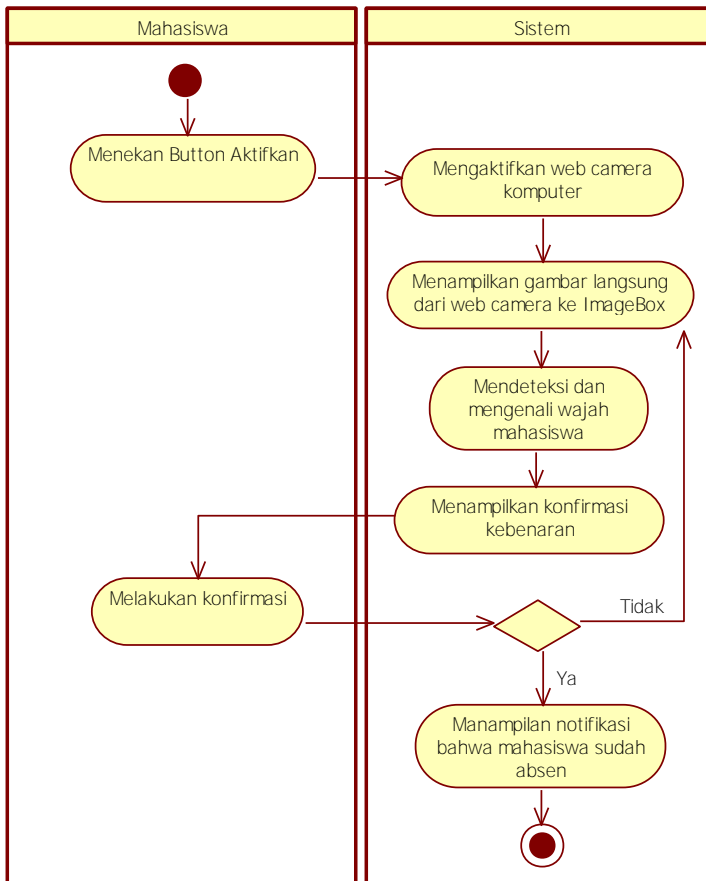 Mahasiswa
Sistem
Menekan Button Aktifkan
Mengaktifkan web camera
komputer
Menampilkan gambar langsung
dari web camera ke ImageBox
Mendeteksi dan
mengenali wajah
mahasiswa
Menampilkan konfirmasi
kebenaran
Melakukan konfirmasi
Tidak
Ya
Manampilan notifikasi
bahwa mahasiswa sudah
absen